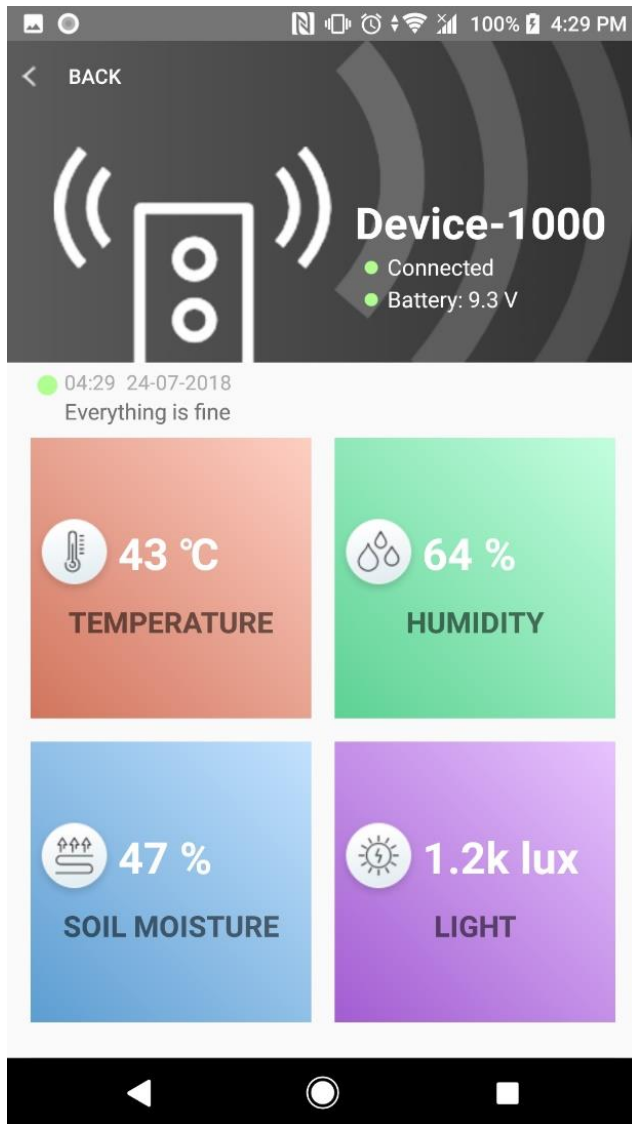 100% 4:29 PM
BACK
Device-1000
Connected
Battery: 9.3 V
04:29 24-07-2018
Everything is fine
43 °C
TEMPERATURE
64 %
HUMIDITY
47 %
SOIL MOISTURE
1.2k lux
LIGHT